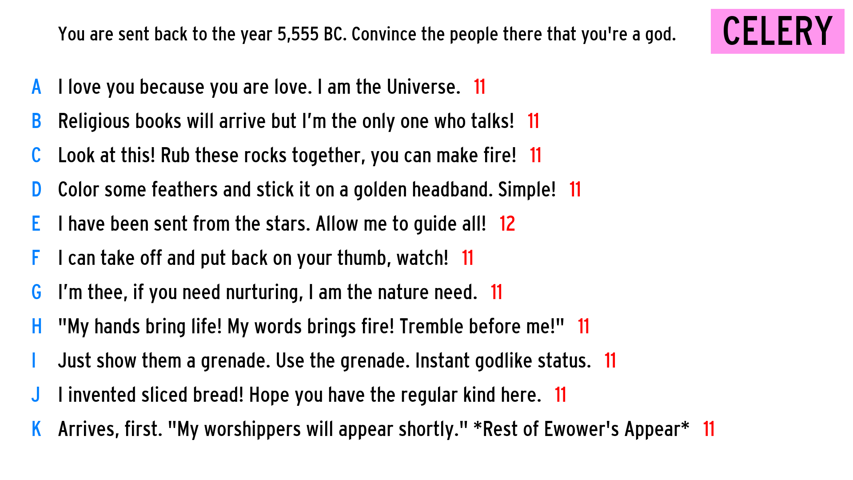 You are sent back to the year 5,555 BC. Convince the people there that you're a god.
CELERY
A I love you because you are love. I am the Universe. 11
B Religious books will arrive but I’m the only one who talks! 11
C Look at this! Rub these rocks together, you can make fire! 11
D Color some feathers and stick it on a golden headband. Simple! 11
E I have been sent from the stars. Allow me to guide all! 12
F I can take off and put back on your thumb, watch! 11
G I’m thee, if you need nurturing, I am the nature need. 11
H "My hands bring life! My words brings fire! Tremble before me!" 11
I Just show them a grenade. Use the grenade. Instant godlike status. 11
J I invented sliced bread! Hope you have the regular kind here. 11
K Arrives, first. "My worshippers will appear shortly." *Rest of Ewower's Appear* 11